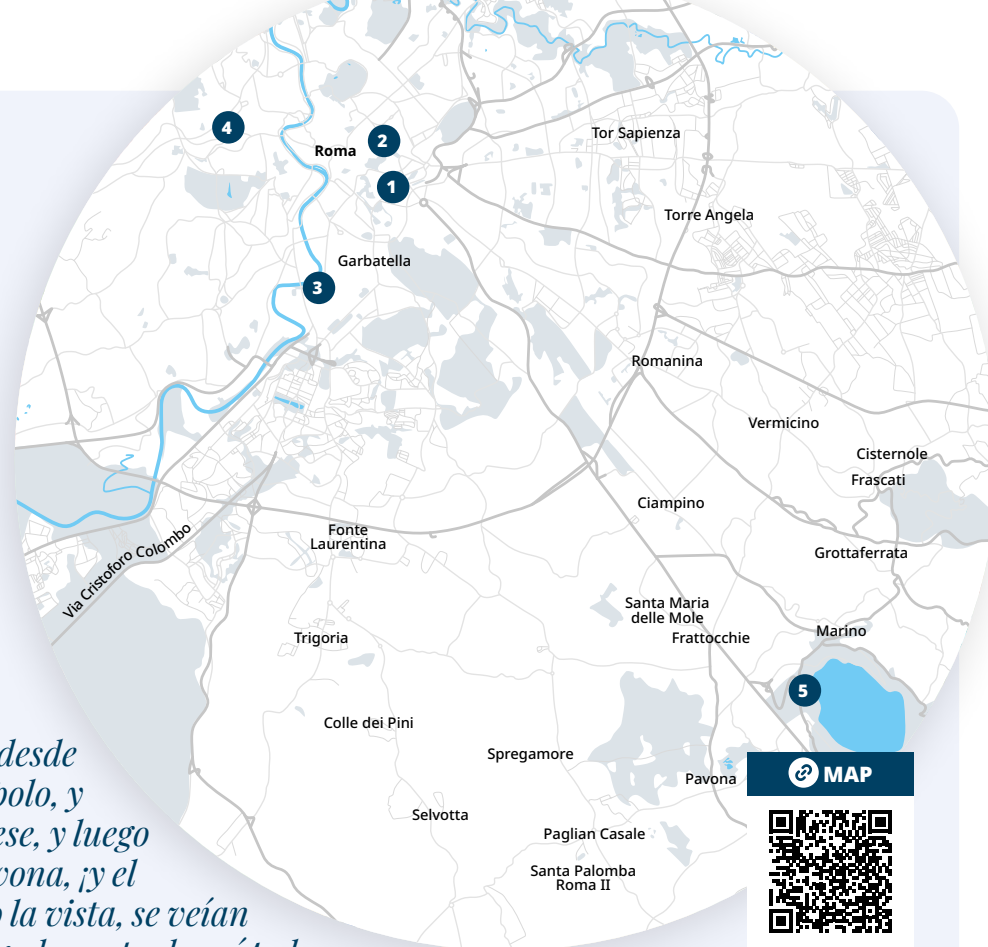 Tor Sapienza
4
2
Roma
1
Torre Angela
Garbatella
3
Romanina
Vermicino
Cisternole
Frascati
Ciampino
Fonte
Laurentina
Via Cristoforo Colombo
Grottaferrata
Santa Maria
delle Mole
Frattocchie
Marino
Trigoria
5
Colle dei Pini
Spregamore
Pavona
Selvotta
Paglian Casale
Santa Palomba
Roma II
MAP
desde
polo, y
ese, y luego
vona, ¡y el
la vista, se veían